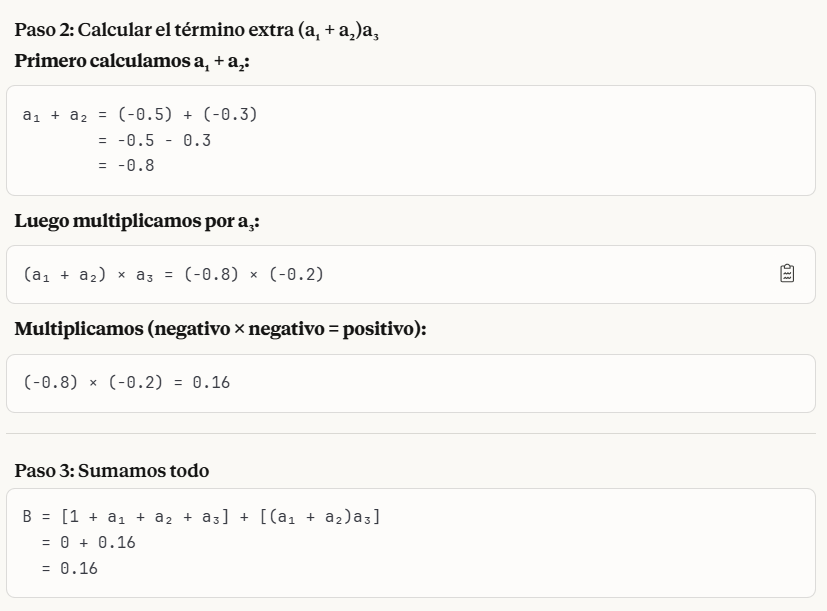 Paso 2: Calcular el término extra (a₁ + a₂)a₃
Primero calculamos a₁ + a₂:
a₁ + a₂ = (-0.5) + (-0.3)
= -0.5 - 0.3
= -0.8
Luego multiplicamos por a₃:
(a₁ + a₂) × a₃ = (-0.8) × (-0.2)
Multiplicamos (negativo × negativo = positivo):
(-0.8) × (-0.2) = 0.16
Paso 3: Sumamos todo
B = [1 + a₁ + a₂ + a₃] + [(a₁ + a₂)a₃]
= 0 + 0.16
= 0.16